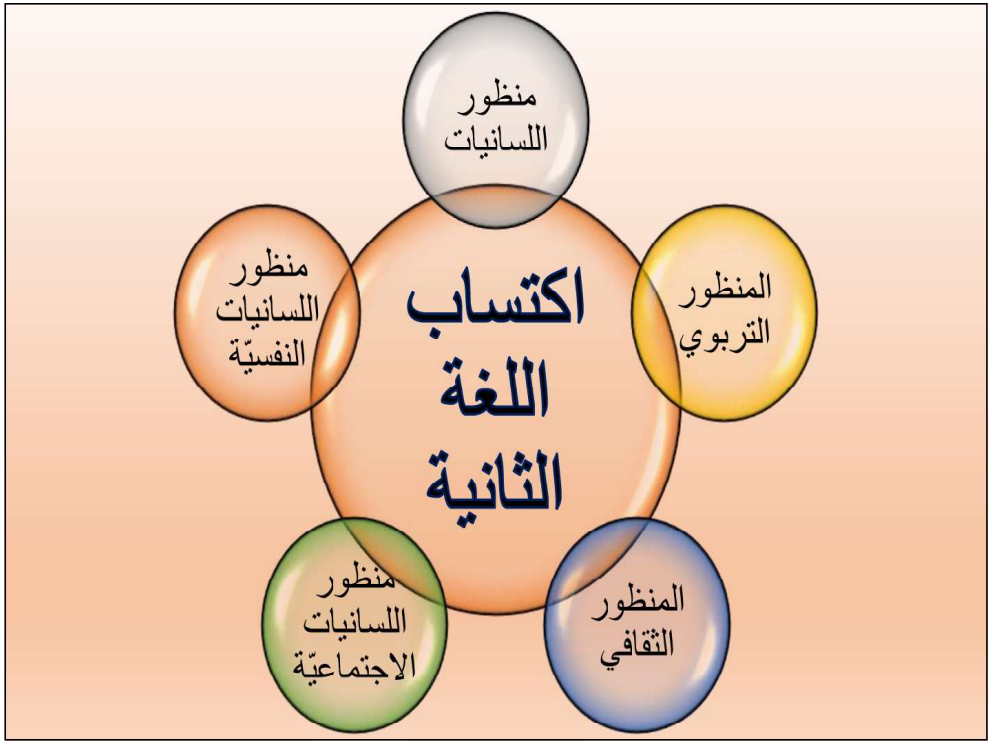 منظور
اللسانيات
المنظور
التربوي
منظور
اللسانيات
النفسيّة
اكتساب
اللغة
الثانية
المنظور
الثقافي
منظور
اللسانيات
الاجتماعيّة